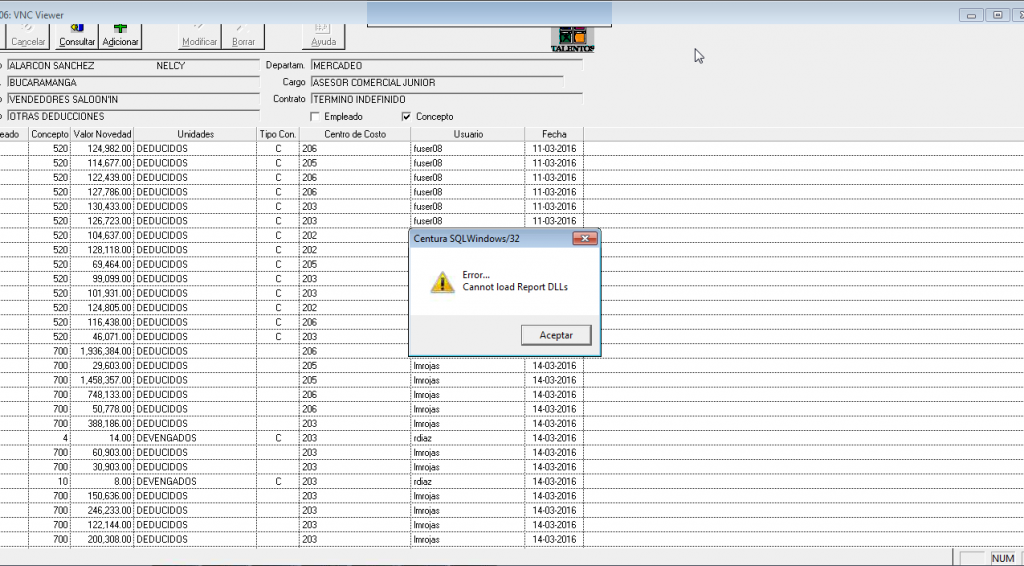 06: VNC Viewer
Cancelar Consultar Adicionar Modificar Borrar Ayuda TALENTOS
ALARCON SANCHEZ NELCY Departam. MERCADEO
BUCARAMANGA Cargo ASESOR COMERCIAL JUNIOR
VENDEDORES SALOON'IN Contrato TERMINO INDEFINIDO
OTRAS DEDUCCIONES Empleado Concepto
eado Concepto Valor Novedad Unidades Tipo Con. Centro de Costo Usuario Fecha
520 124,982.00 DEDUCIDOS C 206 fuser08 11-03-2016
520 114,677.00 DEDUCIDOS C 205 fuser08 11-03-2016
520 122,439.00 DEDUCIDOS C 206 fuser08 11-03-2016
520 127,786.00 DEDUCIDOS C 206 fuser08 11-03-2016
520 130,433.00 DEDUCIDOS C 203 fuser08 11-03-2016
520 126,723.00 DEDUCIDOS C 203 fuser08 11-03-2016
520 104,637.00 DEDUCIDOS C 202
520 128,118.00 DEDUCIDOS C 202
520 69,464.00 DEDUCIDOS C 205
520 99,099.00 DEDUCIDOS C 203
520 101,931.00 DEDUCIDOS C 203
520 124,805.00 DEDUCIDOS C 202
520 116,438.00 DEDUCIDOS C 206
520 46,071.00 DEDUCIDOS C 203
700 1,936,384.00 DEDUCIDOS 206
700 29,603.00 DEDUCIDOS 205 lmrojas 14-03-2016
700 1,458,357.00 DEDUCIDOS 205 lmrojas 14-03-2016
700 748,133.00 DEDUCIDOS 206 lmrojas 14-03-2016
700 50,778.00 DEDUCIDOS 206 lmrojas 14-03-2016
700 388,186.00 DEDUCIDOS 203 lmrojas 14-03-2016
4 14.00 DEVENGADOS C 203 rdiaz 14-03-2016
700 60,903.00 DEDUCIDOS 203 lmrojas 14-03-2016
700 30,903.00 DEDUCIDOS 203 lmrojas 14-03-2016
10 8.00 DEVENGADOS C 203 rdiaz 14-03-2016
700 150,636.00 DEDUCIDOS 203 lmrojas 14-03-2016
700 246,233.00 DEDUCIDOS 203 lmrojas 14-03-2016
700 122,144.00 DEDUCIDOS 203 lmrojas 14-03-2016
700 200,308.00 DEDUCIDOS 203 lmrojas 14-03-2016
Centura SQLWindows/32
Error...
Cannot load Report DLLs
Aceptar
NUM